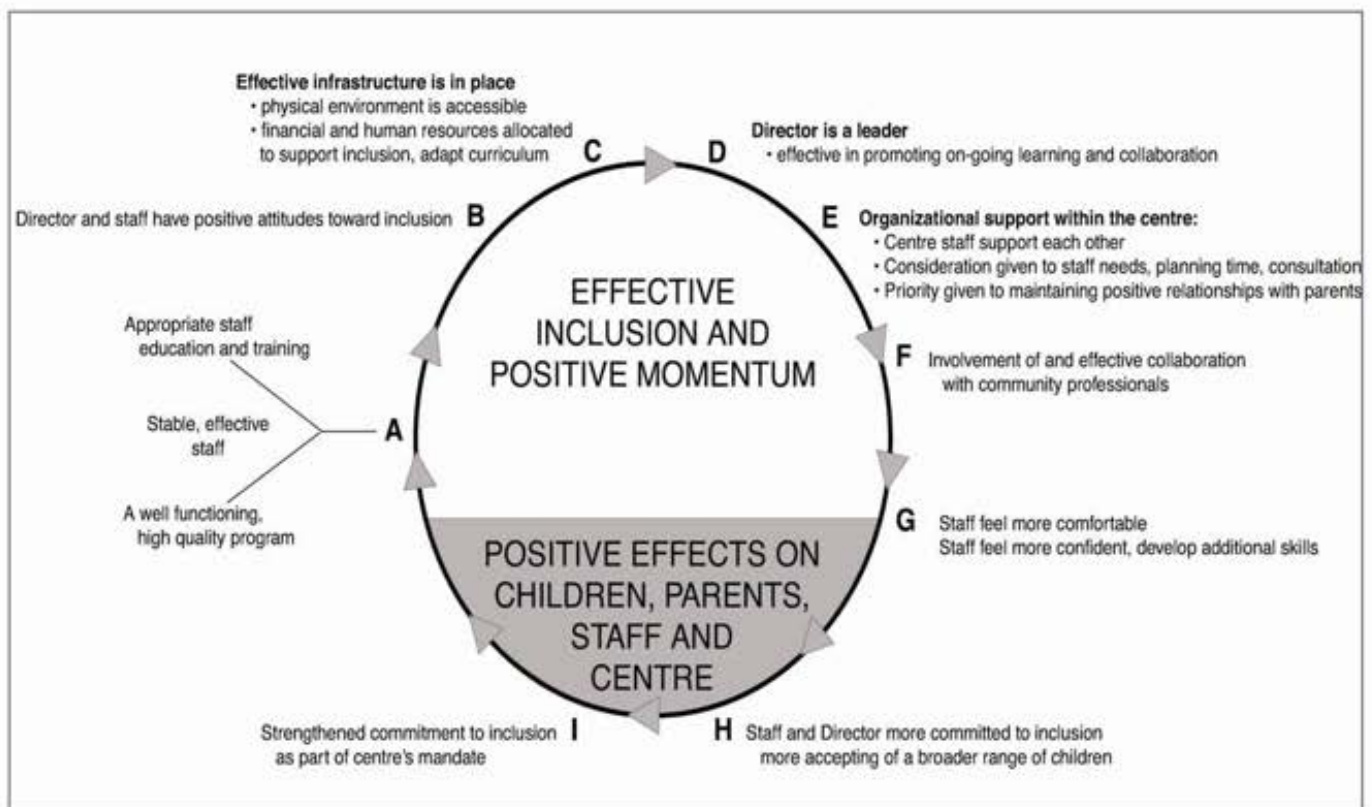 Effective infrastructure is in place
• physical environment is accessible
• financial and human resources allocated
to support inclusion, adapt curriculum
C
D
Director is a leader
• effective in promoting on-going learning and collaboration
Director and staff have positive attitudes toward inclusion
B
E
Organizational support within the centre:
• Centre staff support each other
• Consideration given to staff needs, planning time, consultation
• Priority given to maintaining positive relationships with parents
EFFECTIVE
INCLUSION AND
POSITIVE MOMENTUM
Appropriate staff
education and training
Stable, effective
staff
A well functioning,
high quality program
A
F
Involvement of and effective collaboration
with community professionals
G
Staff feel more comfortable
Staff feel more confident, develop additional skills
POSITIVE EFFECTS ON
CHILDREN, PARENTS,
STAFF AND
CENTRE
Strengthened commitment to inclusion
as part of centre's mandate
I
H
Staff and Director more committed to inclusion
more accepting of a broader range of children